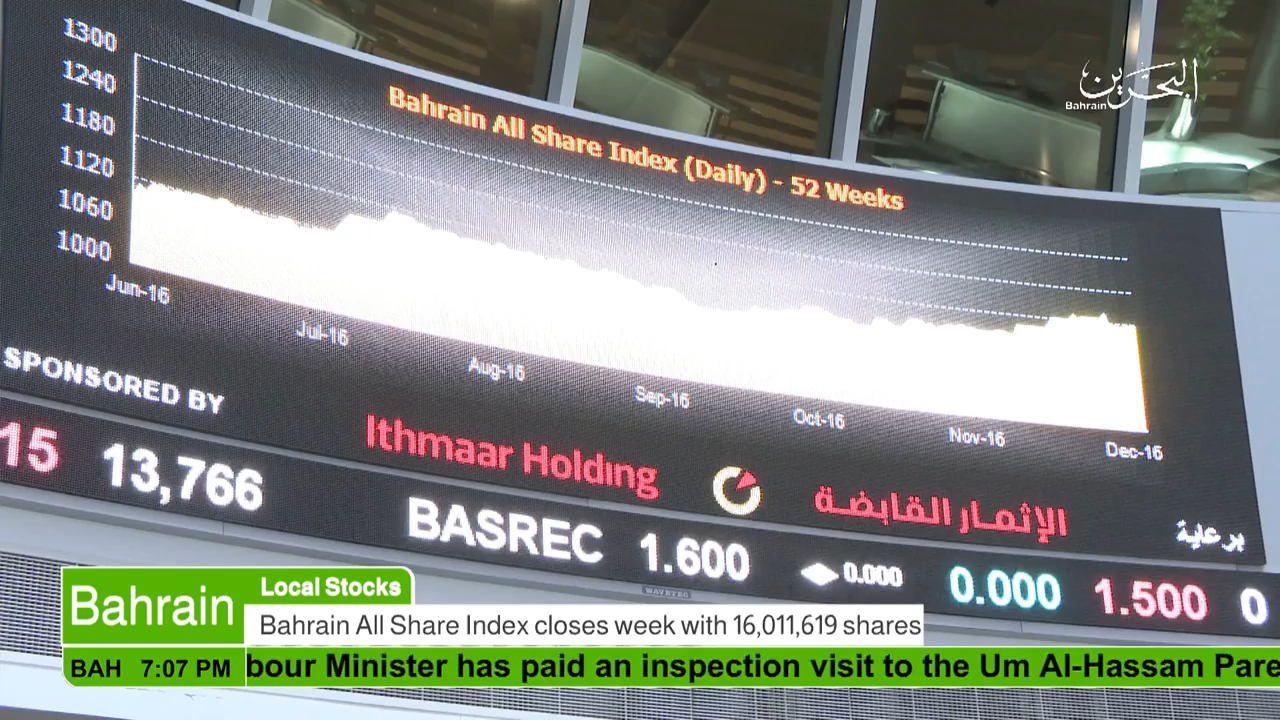 البحرين
Bahrain
Bahrain All Share Index (Daily) - 52 Weeks
1300
1240
1180
1120
1060
1000
Jun-16
Jul-16
Aug-16
Sep-16
Oct-16
Nov-16
Dec-16
SPONSORED BY
Ithmaar Holding
الإثمار القابضة
برعاية
15 13,766 BASREC 1.600 0.000 0.000 1.500 0
WAVETEC
Bahrain
Local Stocks
Bahrain All Share Index closes week with 16,011,619 shares
BAH 7:07 PM
bour Minister has paid an inspection visit to the Um Al-Hassam Pare